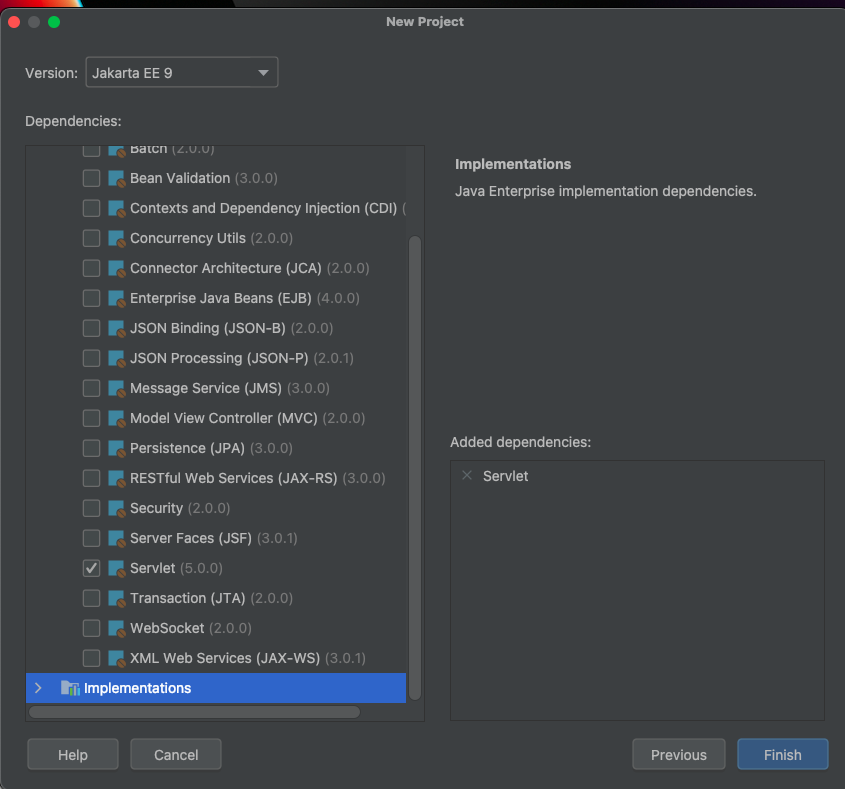 New Project
Version: Jakarta EE 9
Dependencies:
Batch (2.0.0)
Bean Validation (3.0.0)
Contexts and Dependency Injection (CDI) (
Concurrency Utils (2.0.0)
Connector Architecture (JCA) (2.0.0)
Enterprise Java Beans (EJB) (4.0.0)
JSON Binding (JSON-B) (2.0.0)
JSON Processing (JSON-P) (2.0.1)
Message Service (JMS) (3.0.0)
Model View Controller (MVC) (2.0.0)
Persistence (JPA) (3.0.0)
RESTful Web Services (JAX-RS) (3.0.0)
Security (2.0.0)
Server Faces (JSF) (3.0.1)
Servlet (5.0.0)
Transaction (JTA) (2.0.0)
WebSocket (2.0.0)
XML Web Services (JAX-WS) (3.0.1)
Implementations
Implementations
Java Enterprise implementation dependencies.
Added dependencies:
Servlet
Help
Cancel
Previous
Finish